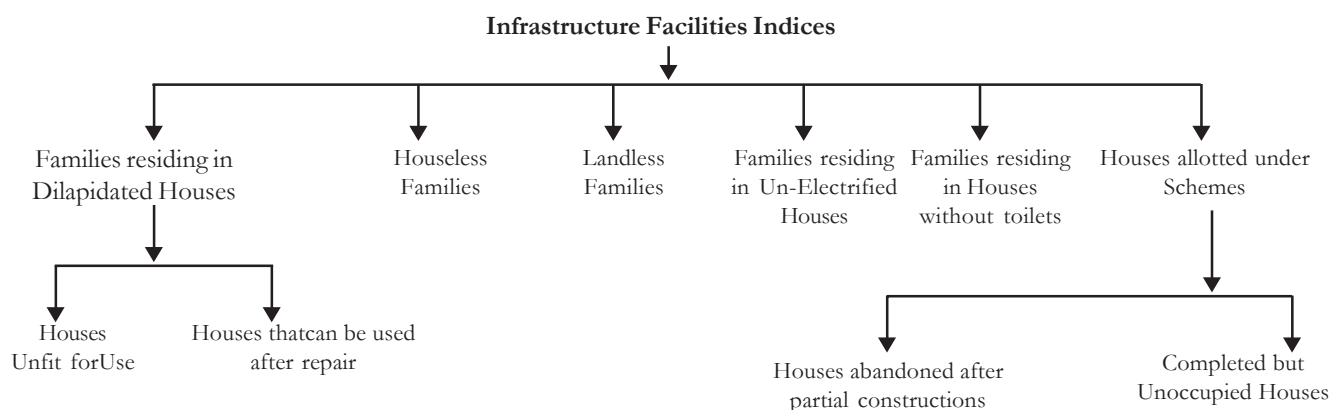 Infrastructure Facilities Indices
Families residing in
Dilapidated Houses
Houseless
Families
Landless
Families
Families residing
in Un-Electrified
Houses
Families residing
in Houses
without toilets
Houses allotted under
Schemes
Houses
Unfit forUse
Houses thatcan be used
after repair
Houses abandoned after
partial constructions
Completed but
Unoccupied Houses